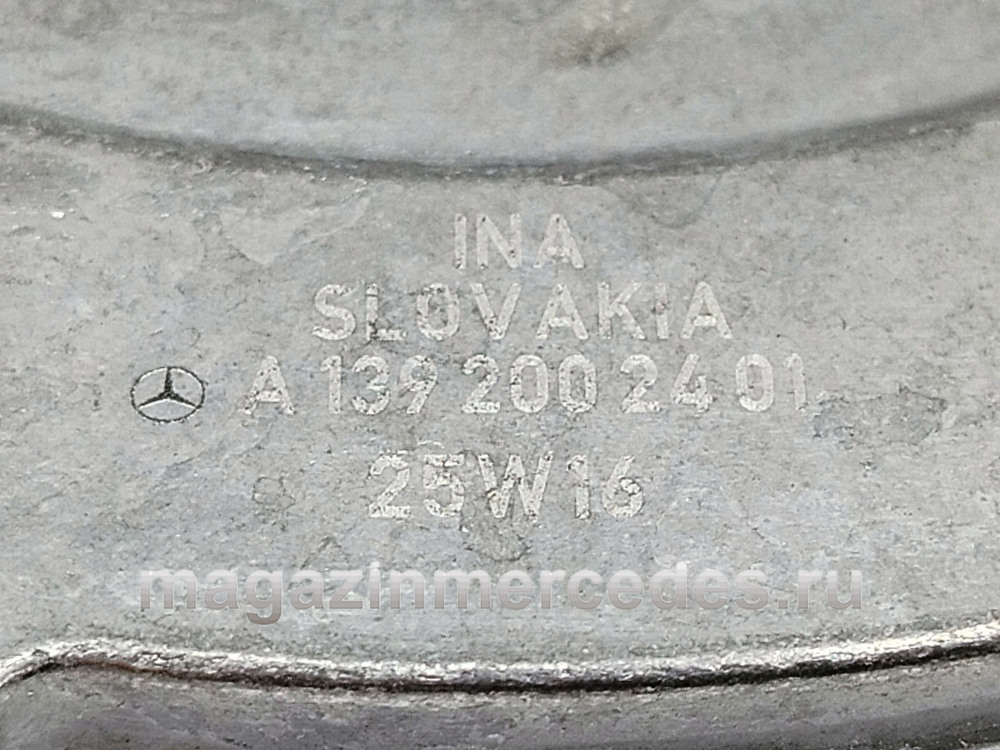 INA
SLOVAKIA
A 139 200 24 01
25W16
magazinmercedes.ru